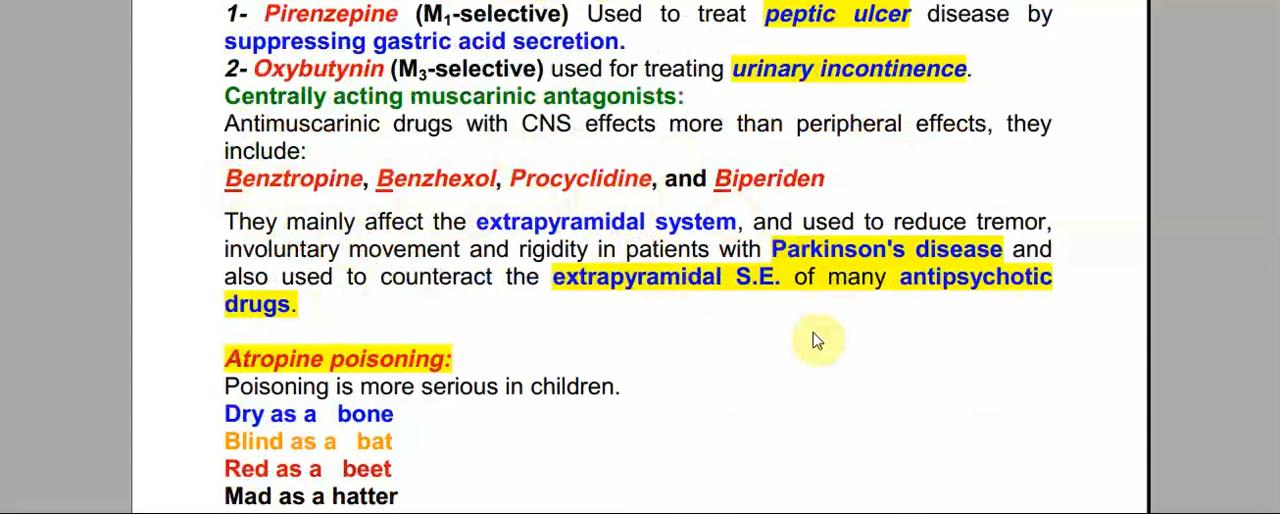 1- Pirenzepine (M₁-selective) Used to treat peptic ulcer disease by
suppressing gastric acid secretion.
2- Oxybutynin (M₃-selective) used for treating urinary incontinence.
Centrally acting muscarinic antagonists:
Antimuscarinic drugs with CNS effects more than peripheral effects, they
include:
Benztropine, Benzhexol, Procyclidine, and Biperiden
They mainly affect the extrapyramidal system, and used to reduce tremor,
involuntary movement and rigidity in patients with Parkinson's disease and
also used to counteract the extrapyramidal S.E. of many antipsychotic
drugs.
Atropine poisoning:
Poisoning is more serious in children.
Dry as a bone
Blind as a bat
Red as a beet
Mad as a hatter